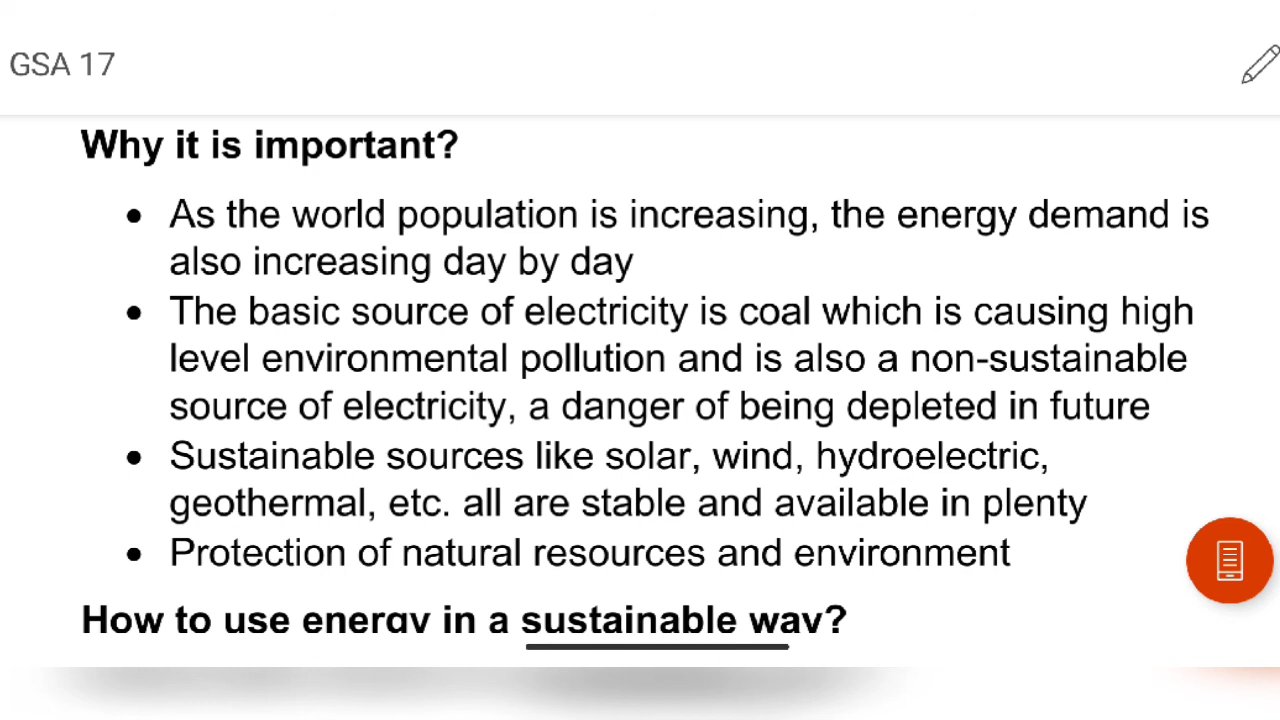 GSA 17
Why it is important?
• As the world population is increasing, the energy demand is
also increasing day by day
• The basic source of electricity is coal which is causing high
level environmental pollution and is also a non-sustainable
source of electricity, a danger of being depleted in future
• Sustainable sources like solar, wind, hydroelectric,
geothermal, etc. all are stable and available in plenty
• Protection of natural resources and environment
How to use energy in a sustainable way?